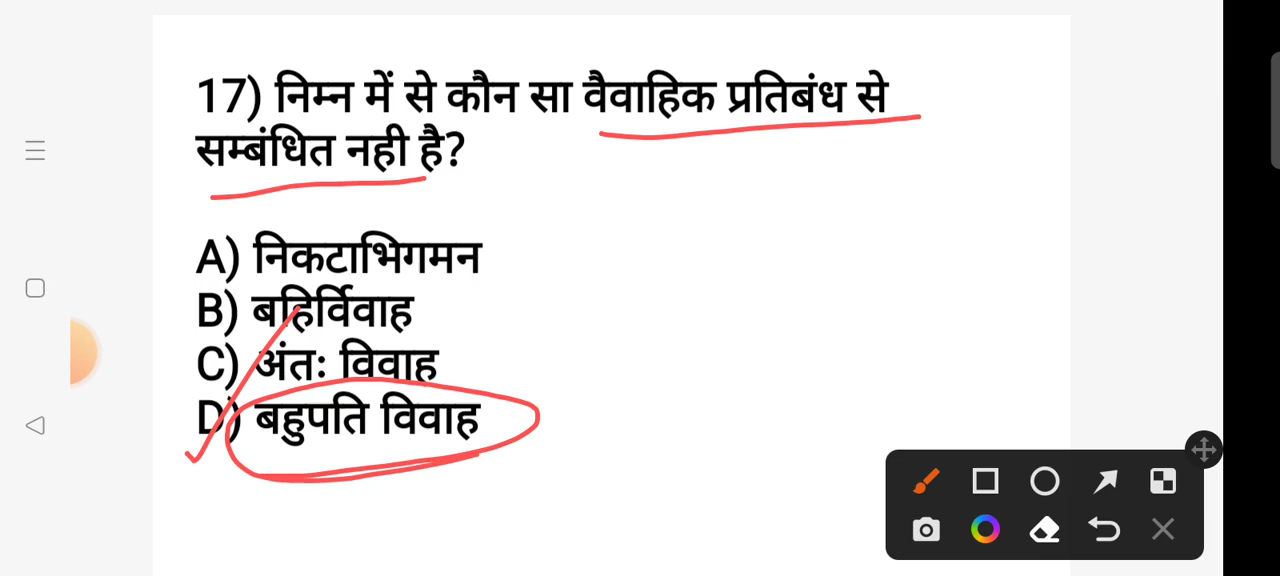 17) निम्न में से कौन सा वैवाहिक प्रतिबंध से
सम्बंधित नही है?
A) निकटाभिगमन
B) बहिर्विवाह
C) अंतः विवाह
D) बहुपति विवाह